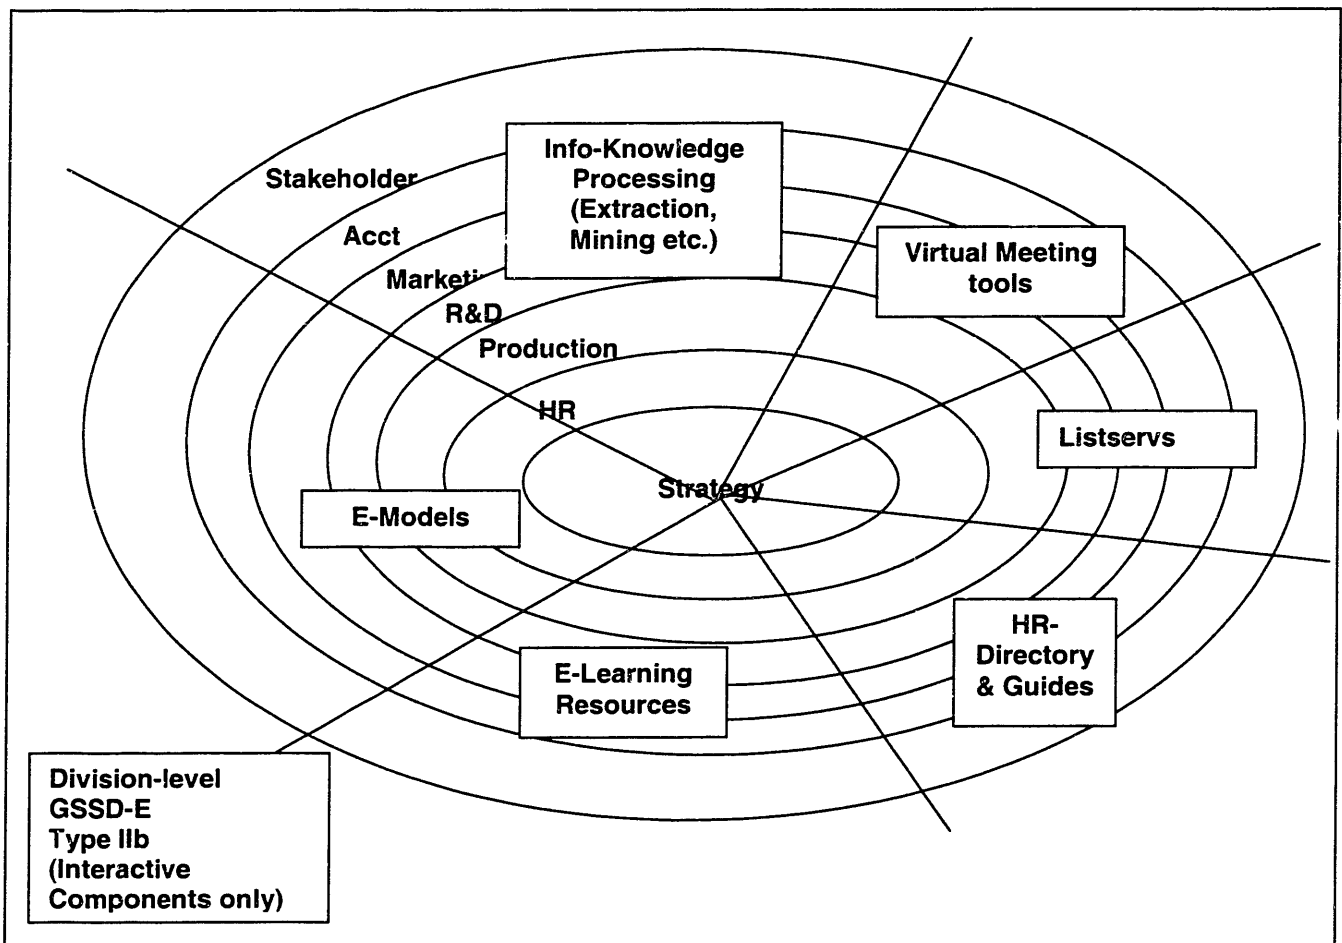 Stakeholder
Info-Knowledge
Processing
(Extraction,
Mining etc.)
Acct
Virtual Meeting
tools
Marketi
R&D
Production
HR
Listservs
Strategy
E-Models
HR-
Directory
& Guides
E-Learning
Resources
Division-level
GSSD-E
Type IIb
(Interactive
Components only)